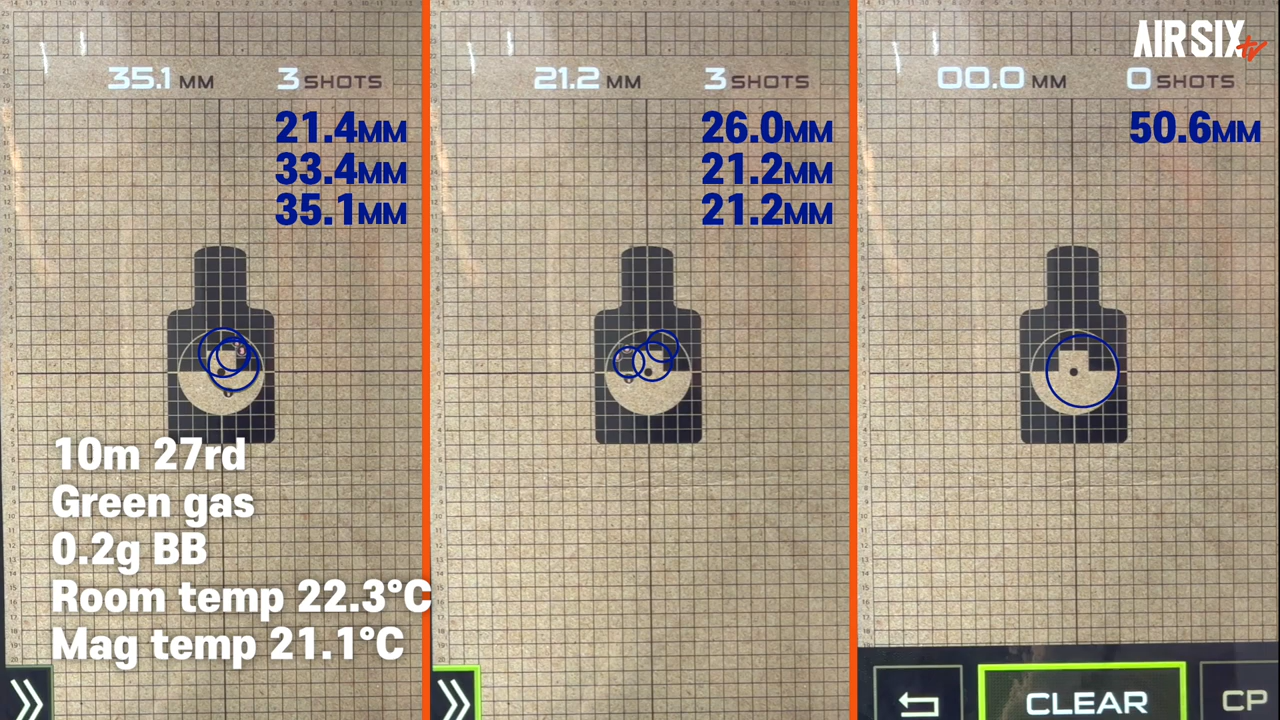 AIRSIX tv
35.1 MM 3 SHOTS
21.4MM
33.4MM
35.1MM
21.2 MM 3 SHOTS
26.0MM
21.2MM
21.2MM
00.0 MM 0 SHOTS
50.6MM
10m 27rd
Green gas
0.2g BB
Room temp 22.3°C
Mag temp 21.1°C
CLEAR
CP